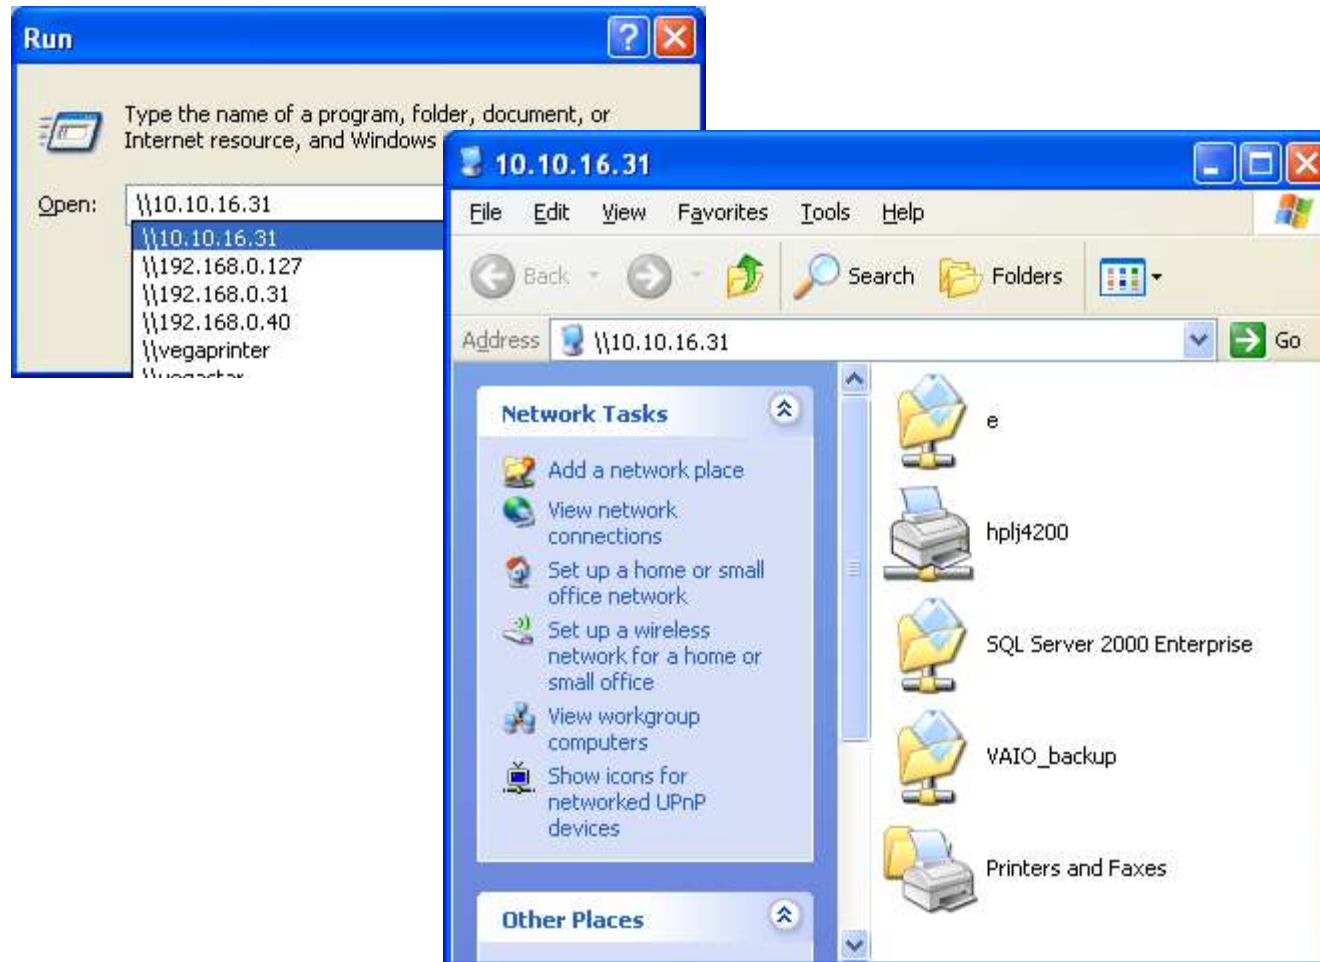 Run
Type the name of a program, folder, document, or
Internet resource, and Windows
Open:
\\10.10.16.31
\\10.10.16.31
\\192.168.0.127
\\192.168.0.31
\\192.168.0.40
\\vegaprinter
10.10.16.31
File Edit View Favorites Tools Help
Back Search Folders
Address \\10.10.16.31 Go
Network Tasks
Add a network place
View network
connections
Set up a home or small
office network
Set up a wireless
network for a home or
small office
View workgroup
computers
Show icons for
networked UPnP
devices
Other Places
e
hplj4200
SQL Server 2000 Enterprise
VAIO_backup
Printers and Faxes